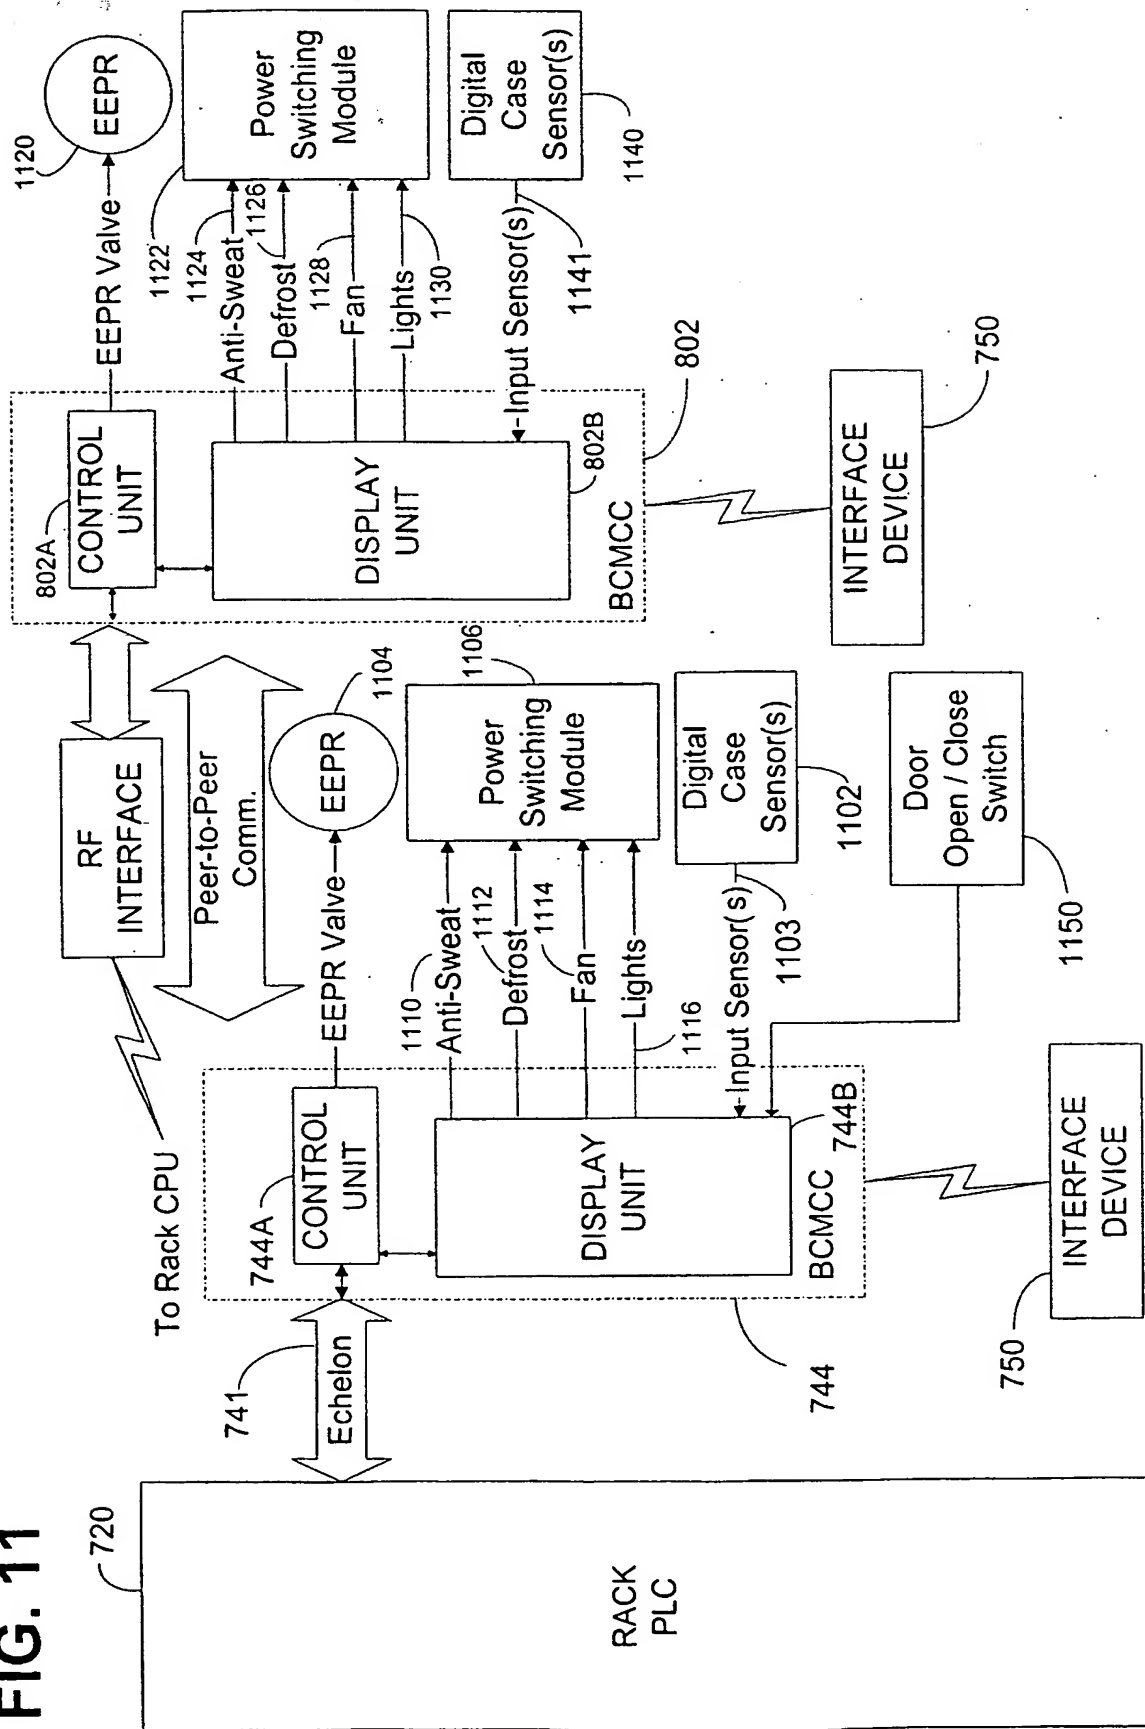 FIG. 11
720
RACK
PLC
741
Echelon
To Rack CPU
RF
INTERFACE
Peer-to-Peer
Comm.
744A
CONTROL
UNIT
DISPLAY
UNIT
744B
BCMCC
744
EEPR Valve
EEPR
1104
1110
Anti-Sweat
1112
Defrost
1114
Fan
Lights
1116
Power
Switching
Module
1106
Input Sensor(s)
1103
Digital
Case
Sensor(s)
1102
Door
Open / Close
Switch
1150
INTERFACE
DEVICE
750
802A
CONTROL
UNIT
DISPLAY
UNIT
802B
BCMCC
802
EEPR Valve
EEPR
1120
1122
Power
Switching
Module
1124
Anti-Sweat
1126
Defrost
1128
Fan
Lights
1130
Input Sensor(s)
1141
Digital
Case
Sensor(s)
1140
INTERFACE
DEVICE
750